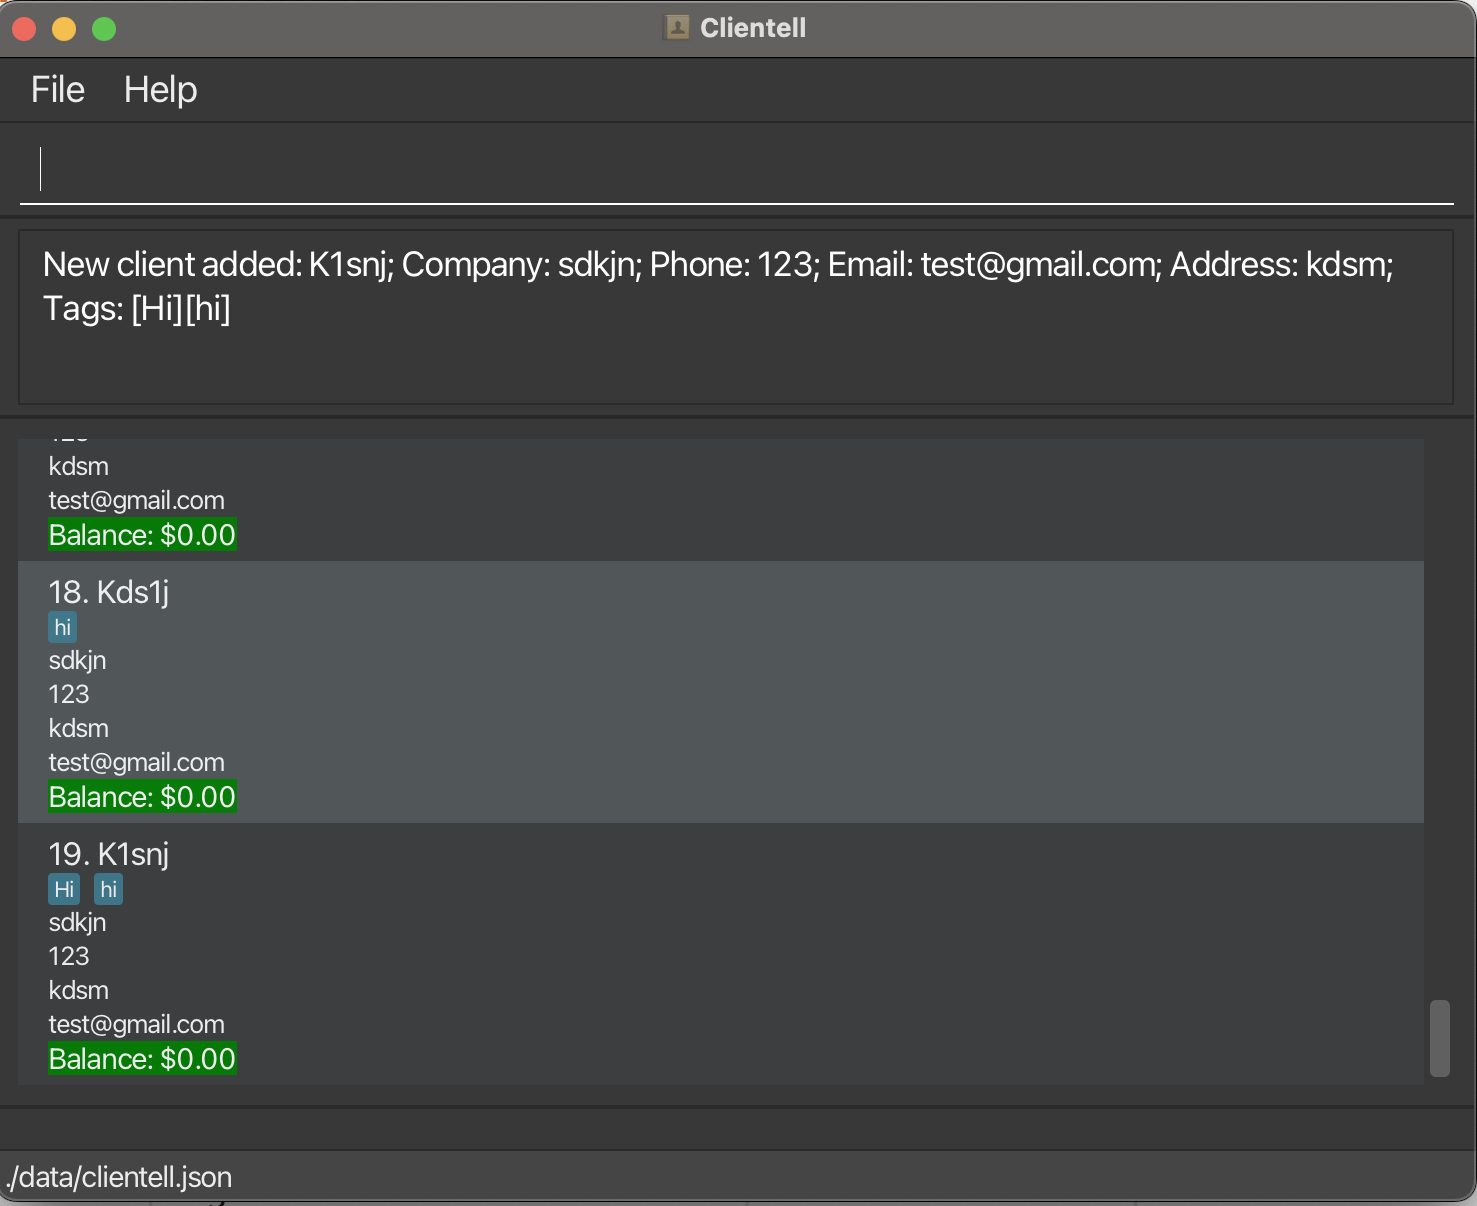 Clientell
File Help
New client added: K1snj; Company: sdkjn; Phone: 123; Email: test@gmail.com; Address: kdsm;
Tags: [Hi][hi]
kdsm
test@gmail.com
Balance: $0.00
18. Kds1j
hi
sdkjn
123
kdsm
test@gmail.com
Balance: $0.00
19. K1snj
Hi hi
sdkjn
123
kdsm
test@gmail.com
Balance: $0.00
./data/clientell.json